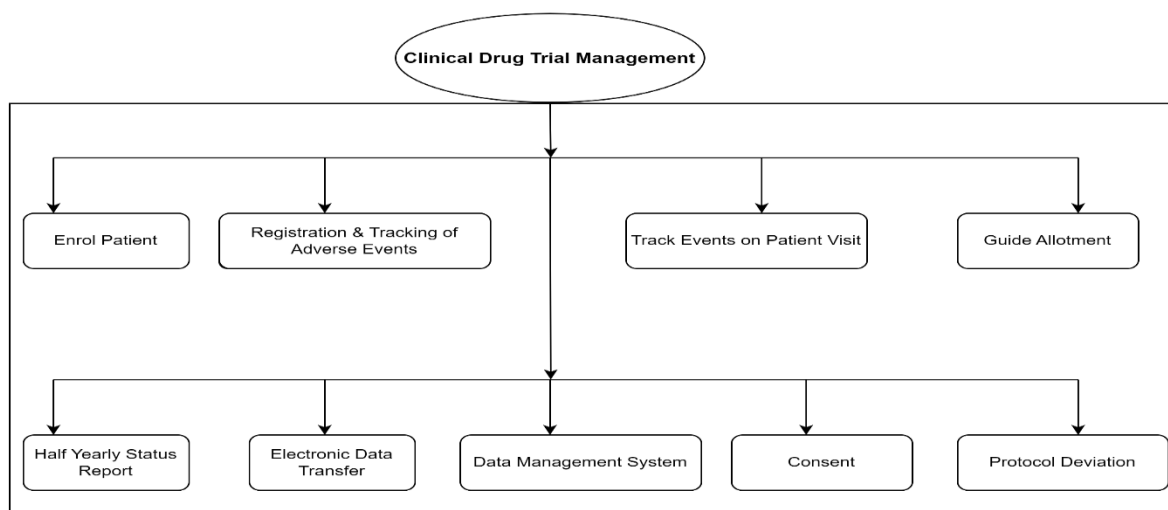 Clinical Drug Trial Management
Enrol Patient
Registration & Tracking of
Adverse Events
Track Events on Patient Visit
Guide Allotment
Half Yearly Status
Report
Electronic Data
Transfer
Data Management System
Consent
Protocol Deviation